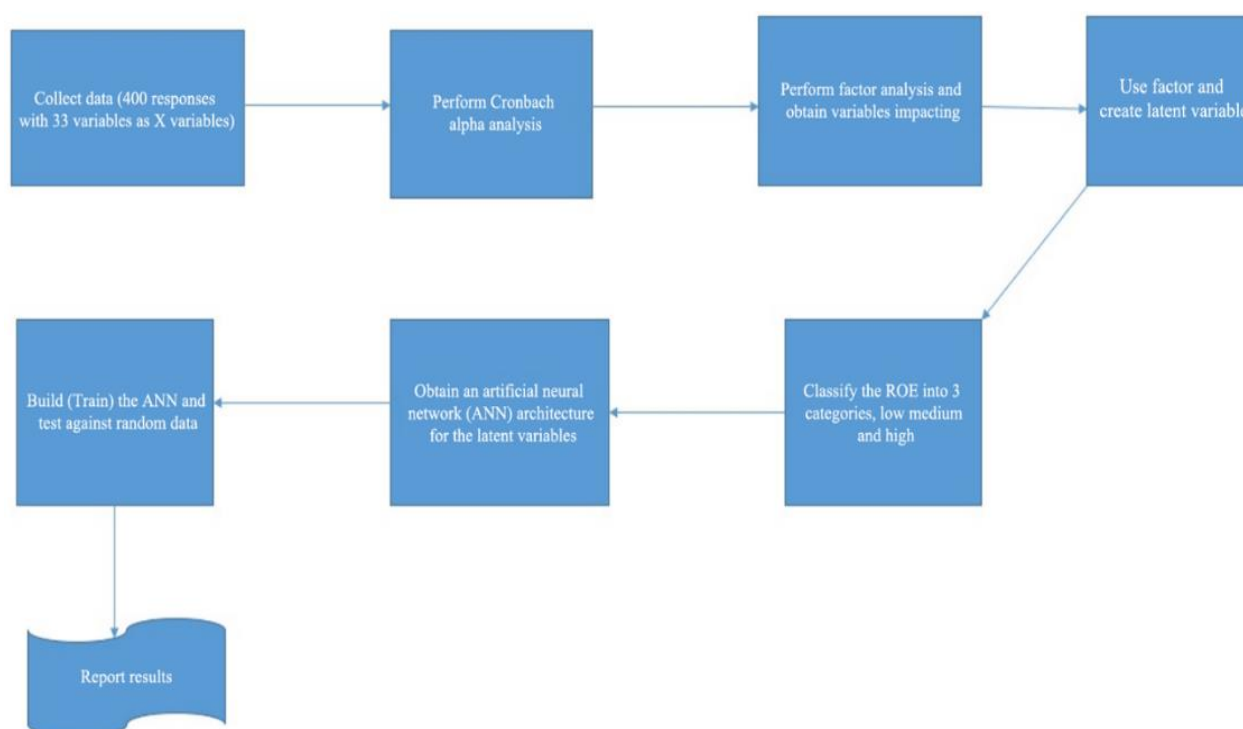 Collect data (400 responses
with 33 variables as X variables)
Perform Cronbach
alpha analysis
Perform factor analysis and
obtain variables impacting
Use factor and
create latent variable
Classify the ROE into 3
categories, low medium
and high
Obtain an artificial neural
network (ANN) architecture
for the latent variables
Build (Train) the ANN and
test against random data
Report results